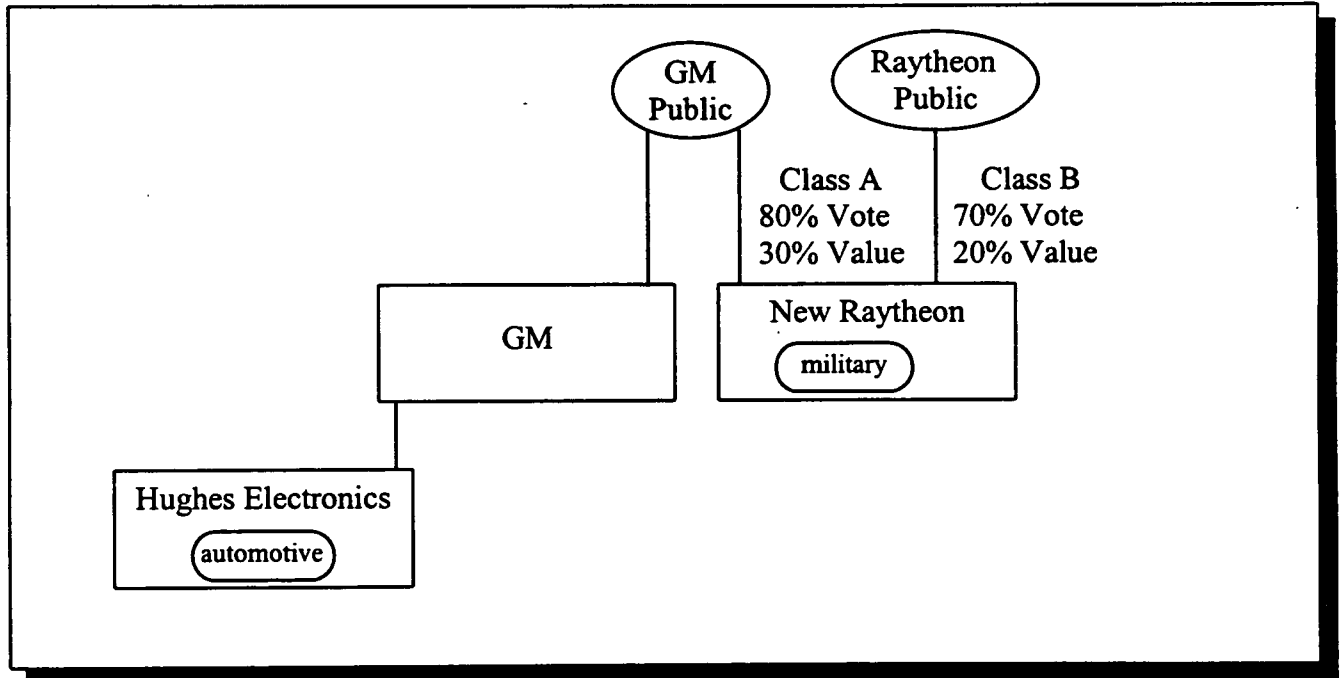 GM
Public
Raytheon
Public
Class A
80% Vote
30% Value
Class B
70% Vote
20% Value
GM
New Raytheon
military
Hughes Electronics
automotive